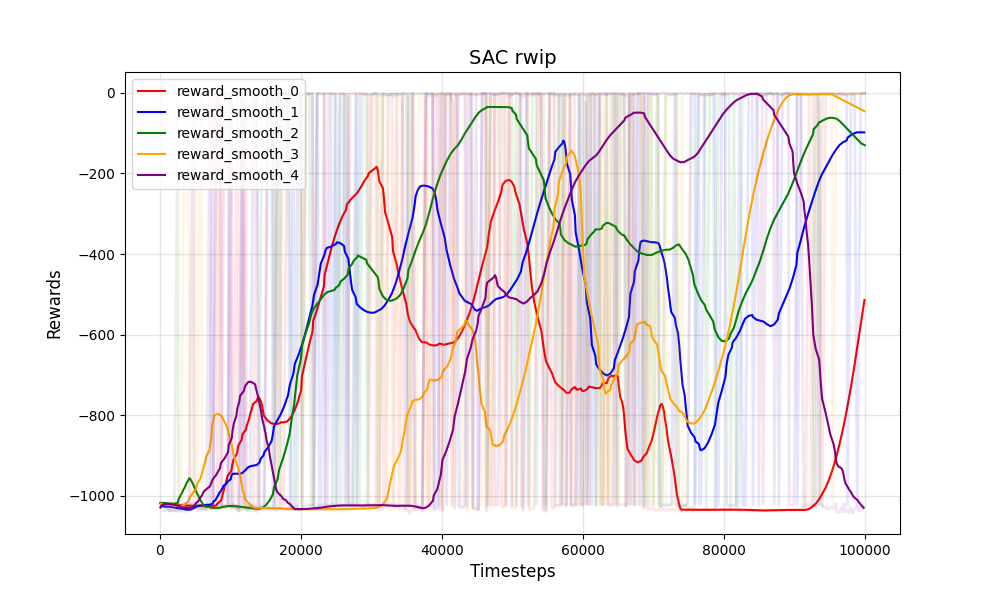 SAC rwip
reward_smooth_0
reward_smooth_1
reward_smooth_2
reward_smooth_3
reward_smooth_4
Rewards
0
−200
−400
−600
−800
−1000
0 20000 40000 60000 80000 100000
Timesteps